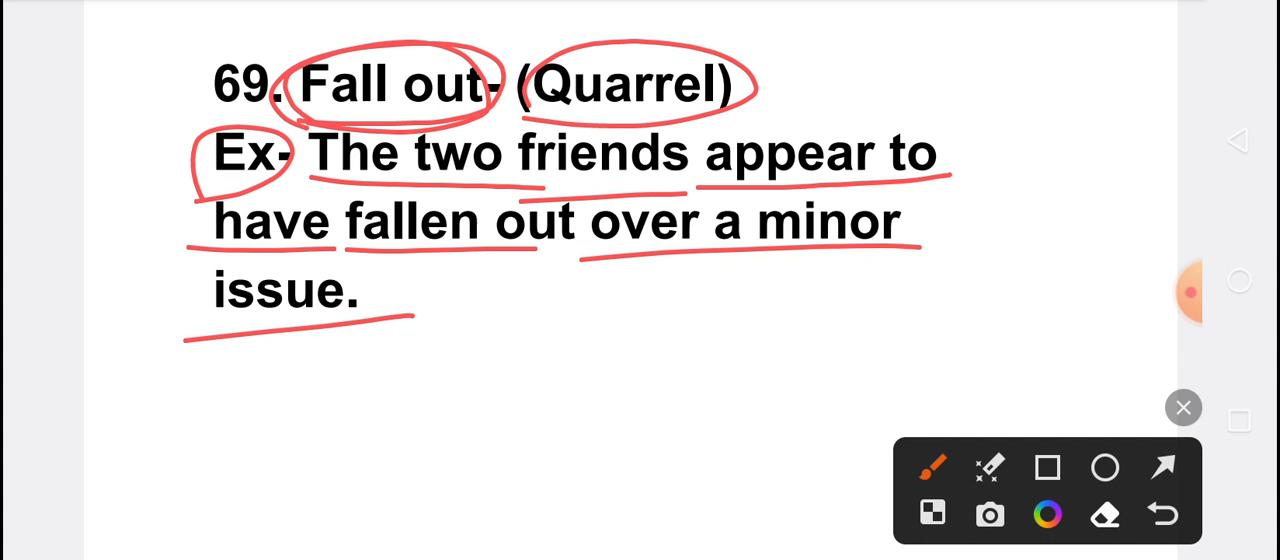 69. Fall out- (Quarrel)
Ex- The two friends appear to
have fallen out over a minor
issue.